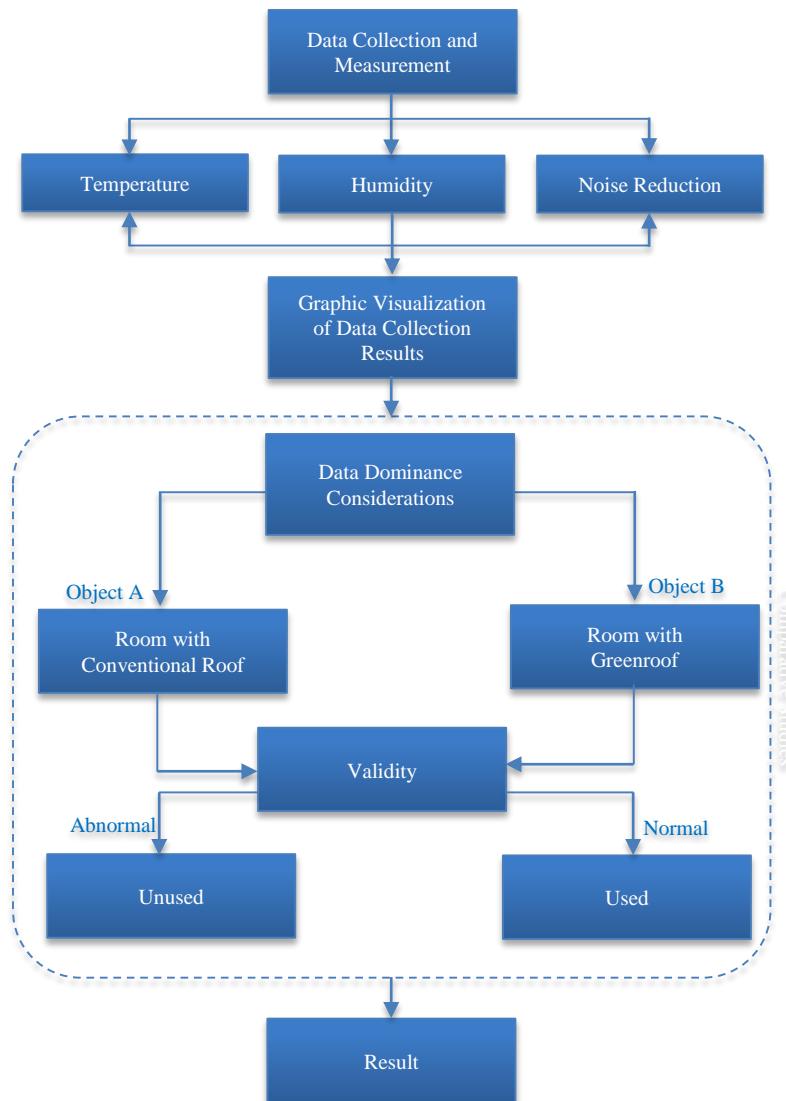 Data Collection and
Measurement
Temperature
Humidity
Noise Reduction
Graphic Visualization
of Data Collection
Results
Data Dominance
Considerations
Object A
Object B
Room with
Conventional Roof
Room with
Greenroof
Validity
Abnormal
Normal
Unused
Used
Result